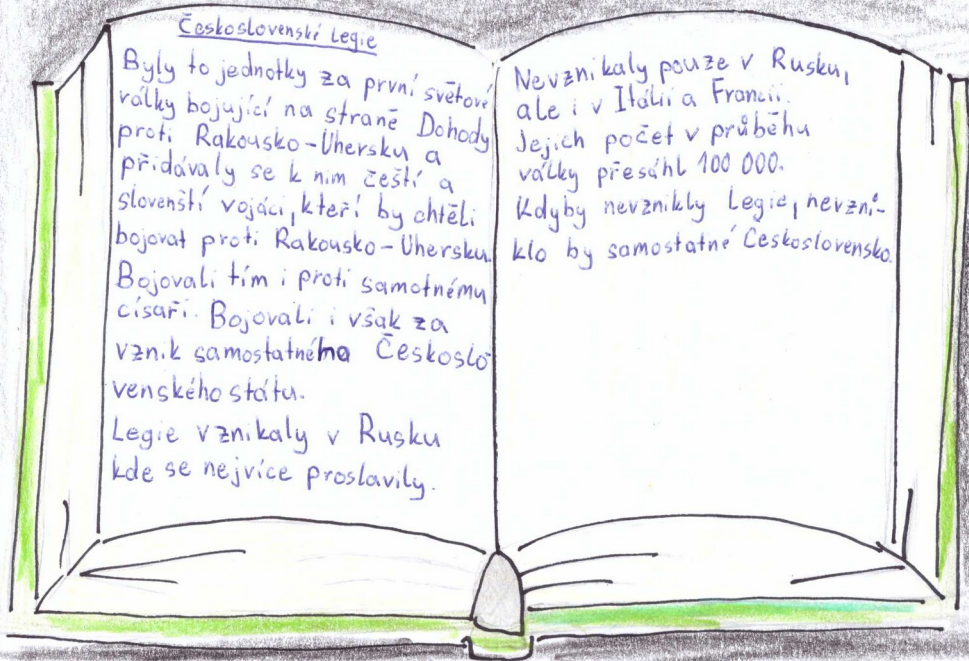 Československé Legie
Byly to jednotky za první světové
války bojující na straně Dohody
proti Rakousko-Uhersku a
přidávaly se k nim čeští a
slovenští vojáci, kteří by chtěli
bojovat proti Rakousko-Uhersku.
Bojovali tím i proti samotnému
císaři. Bojovali i však za
vznik samostatného Českoslo-
venského státu.
Legie vznikaly v Rusku
kde se nejvíce proslavily.
Nevznikaly pouze v Rusku,
ale i v Itálii a Francii.
Jejich počet v průběhu
války přesáhl 100 000.
Kdyby nevznikly Legie, nevzni-
klo by samostatné Československo.